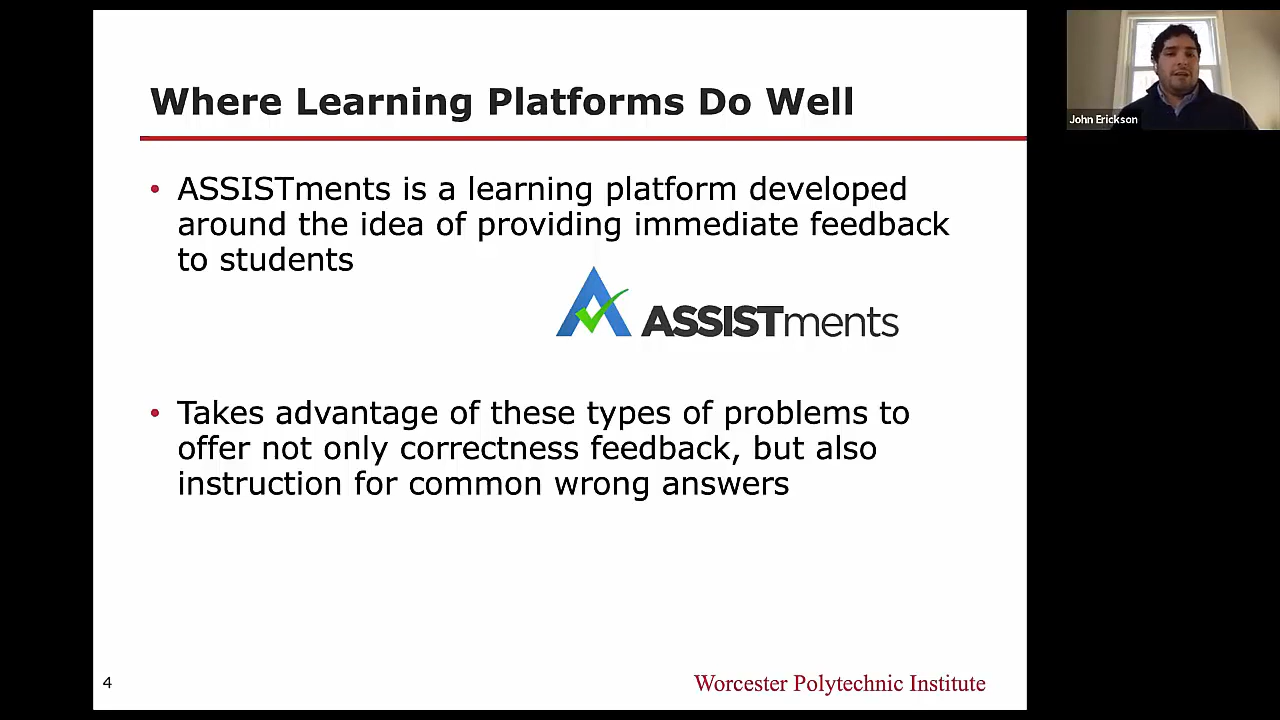 Where Learning Platforms Do Well
John Erickson
• ASSISTments is a learning platform developed
around the idea of providing immediate feedback
to students
ASSISTments
• Takes advantage of these types of problems to
offer not only correctness feedback, but also
instruction for common wrong answers
4
Worcester Polytechnic Institute